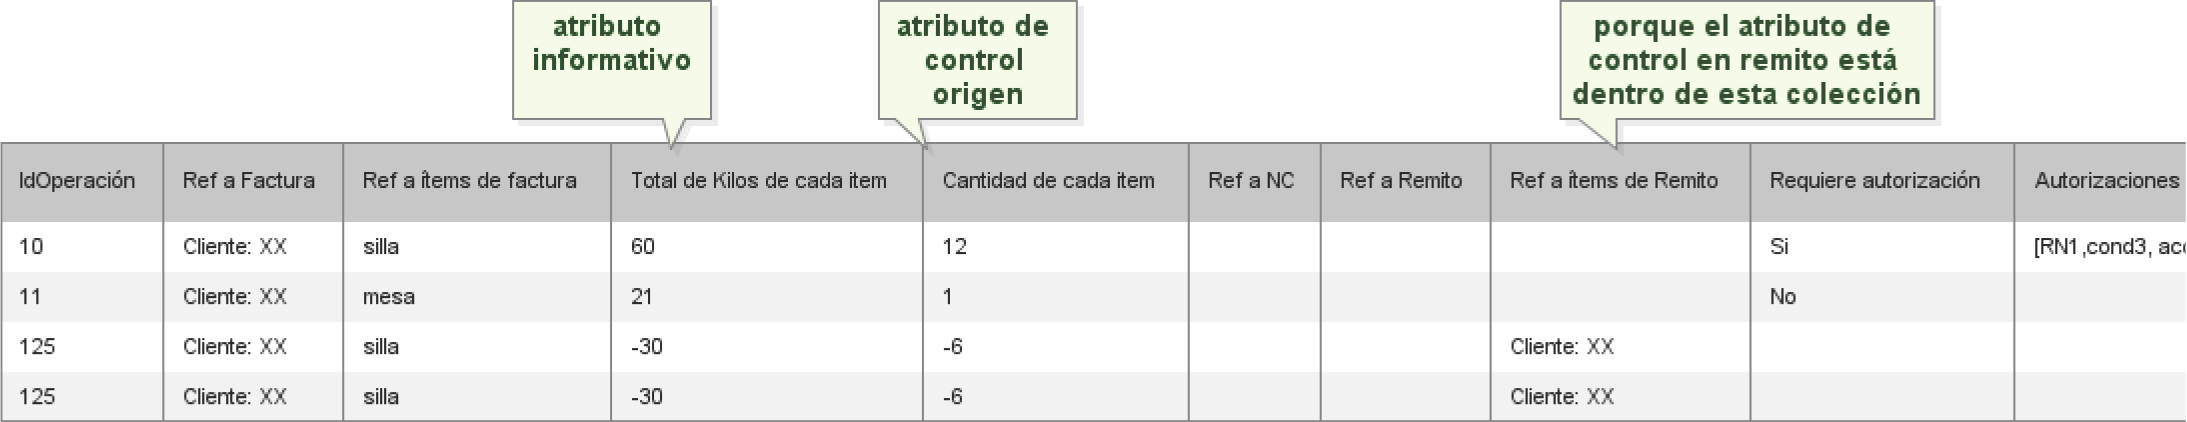 atributo
informativo
atributo de
control
origen
porque el atributo de
control en remito está
dentro de esta colección
IdOperación Ref a Factura Ref a ítems de factura Total de Kilos de cada item Cantidad de cada item Ref a NC Ref a Remito Ref a ítems de Remito Requiere autorización Autorizaciones
10 Cliente: XX silla 60 12 Si [RN1,cond3,
11 Cliente: XX mesa 21 1 No
125 Cliente: XX silla -30 -6 Cliente: XX
125 Cliente: XX silla -30 -6 Cliente: XX